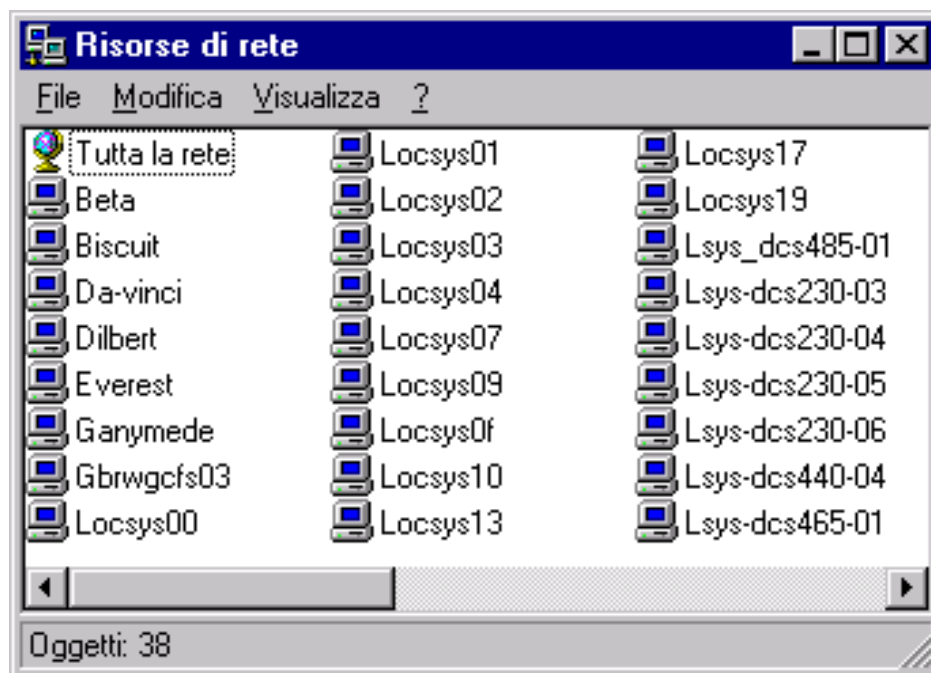 Risorse di rete
File Modifica Visualizza ?
Tutta la rete
Beta
Biscuit
Da-vinci
Dilbert
Everest
Ganymede
Gbrwgcfs03
Locsys00
Locsys01
Locsys02
Locsys03
Locsys04
Locsys07
Locsys09
Locsys0f
Locsys10
Locsys13
Locsys17
Locsys19
Lsys_dcs485-01
Lsys-dcs230-03
Lsys-dcs230-04
Lsys-dcs230-05
Lsys-dcs230-06
Lsys-dcs440-04
Lsys-dcs465-01
Oggetti: 38